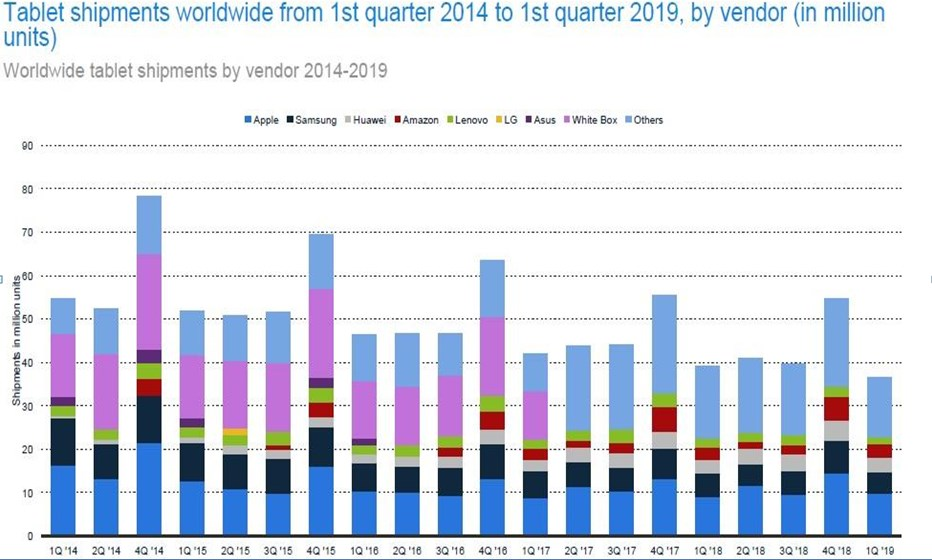 Tablet shipments worldwide from 1st quarter 2014 to 1st quarter 2019, by vendor (in million
units)
Worldwide tablet shipments by vendor 2014-2019
Apple Samsung Huawei Amazon Lenovo LG Asus White Box Others
Shipments in million units
90
80
70
60
50
40
30
20
10
0
1Q '14 2Q '14 4Q '14 1Q '15 2Q '15 3Q '15 4Q '15 1Q '16 2Q '16 3Q '16 4Q '16 1Q '17 2Q '17 3Q '17 4Q '17 1Q '18 2Q '18 3Q '18 4Q '18 1Q '19